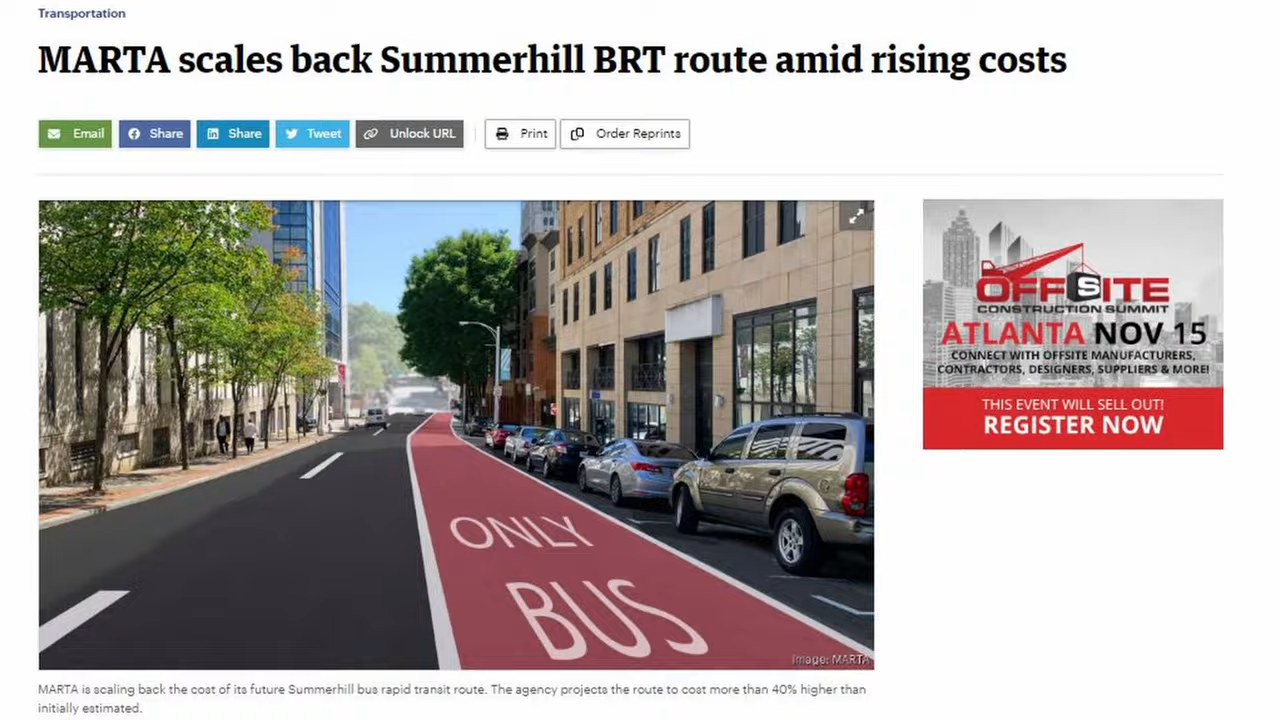 Transportation
MARTA scales back Summerhill BRT route amid rising costs
Email
Share
Share
Tweet
Unlock URL
Print
Order Reprints
OFFSITE
CONSTRUCTION SUMMIT
ATLANTA NOV 15
CONNECT WITH OFFSITE MANUFACTURERS,
CONTRACTORS, DESIGNERS, SUPPLIERS & MORE!
THIS EVENT WILL SELL OUT!
REGISTER NOW
ONLY
BUS
Image: MARTA
MARTA is scaling back the cost of its future Summerhill bus rapid transit route. The agency projects the route to cost more than 40% higher than
initially estimated.